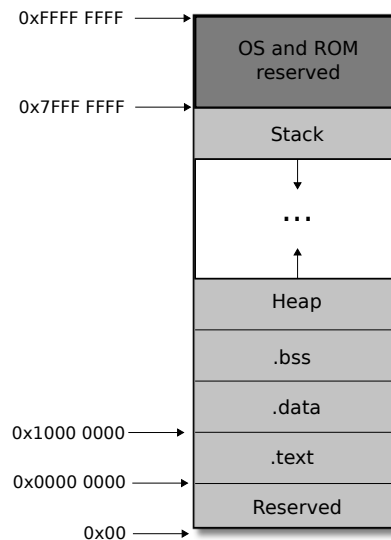 0xFFFF FFFF
OS and ROM
reserved
0x7FFF FFFF
Stack
...
Heap
.bss
.data
0x1000 0000
.text
0x0000 0000
Reserved
0x00